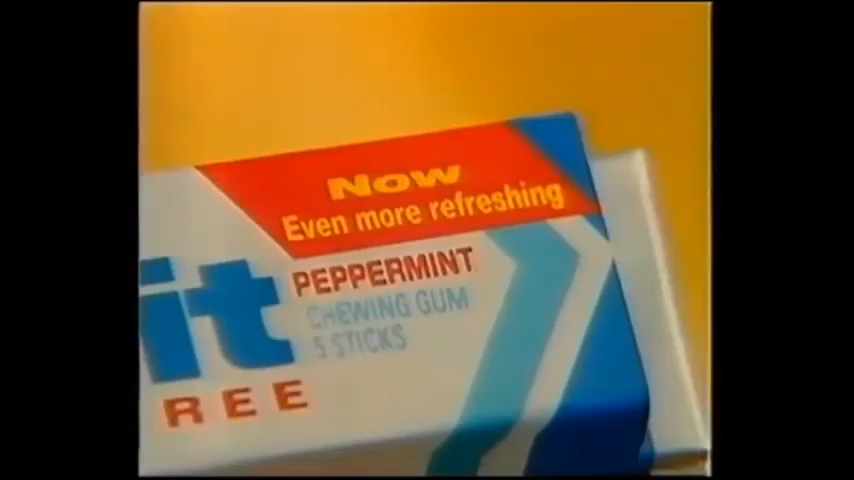 Now
Even more refreshing
PEPPERMINT
CHEWING GUM
5 STICKS
it
REE